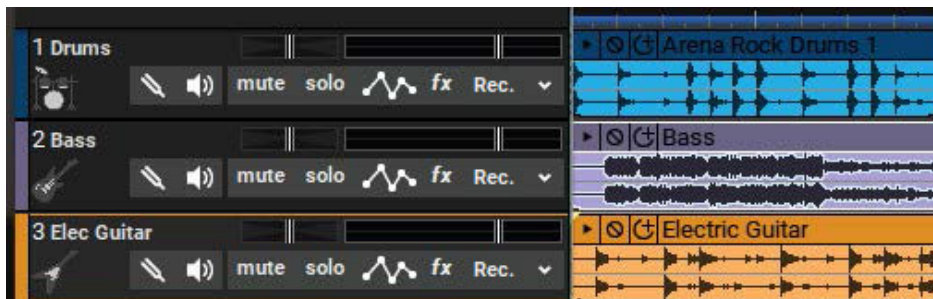 1 Drums
Arena Rock Drums 1
mute solo fx Rec.
2 Bass
Bass
mute solo fx Rec.
3 Elec Guitar
Electric Guitar
mute solo fx Rec.